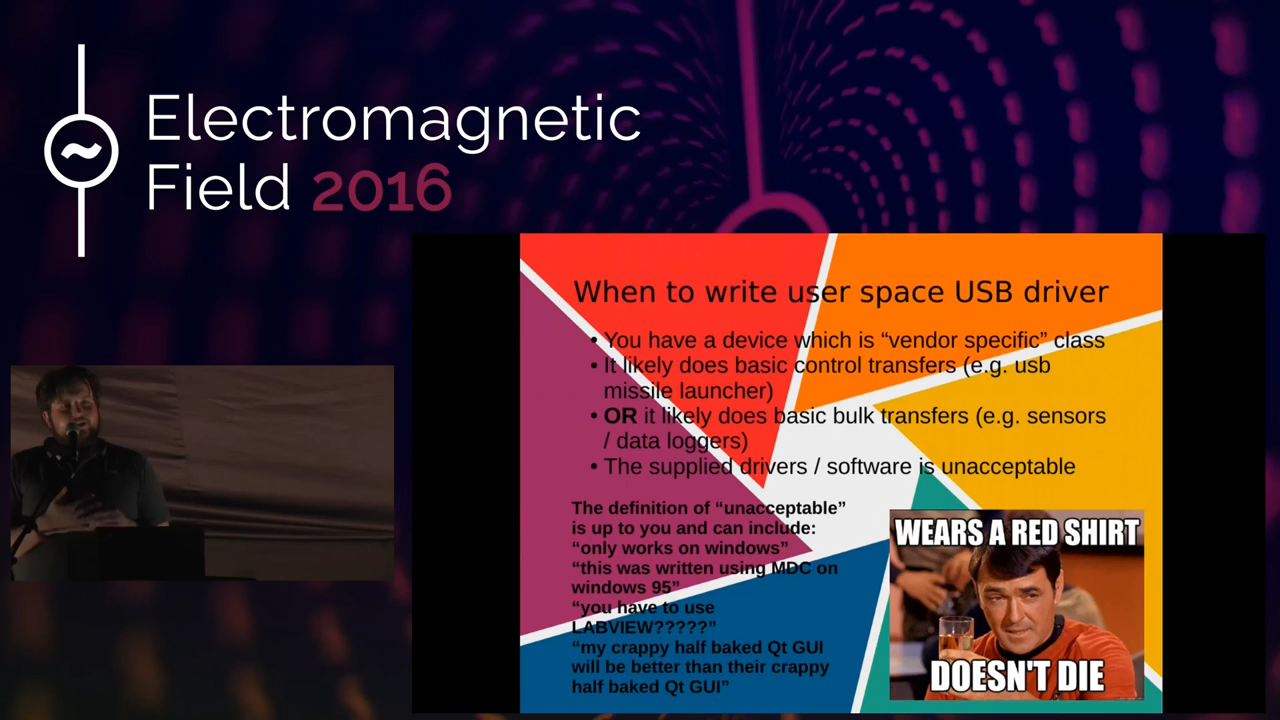 Electromagnetic
Field 2016
When to write user space USB driver
• You have a device which is “vendor specific” class
• It likely does basic control transfers (e.g. usb
missile launcher)
• OR it likely does basic bulk transfers (e.g. sensors
/ data loggers)
• The supplied drivers / software is unacceptable
The definition of “unacceptable”
is up to you and can include:
“only works on windows”
“this was written using MDC on
windows 95”
“you have to use
LABVIEW?????”
“my crappy half baked Qt GUI
will be better than their crappy
half baked Qt GUI”
WEARS A RED SHIRT
DOESN'T DIE